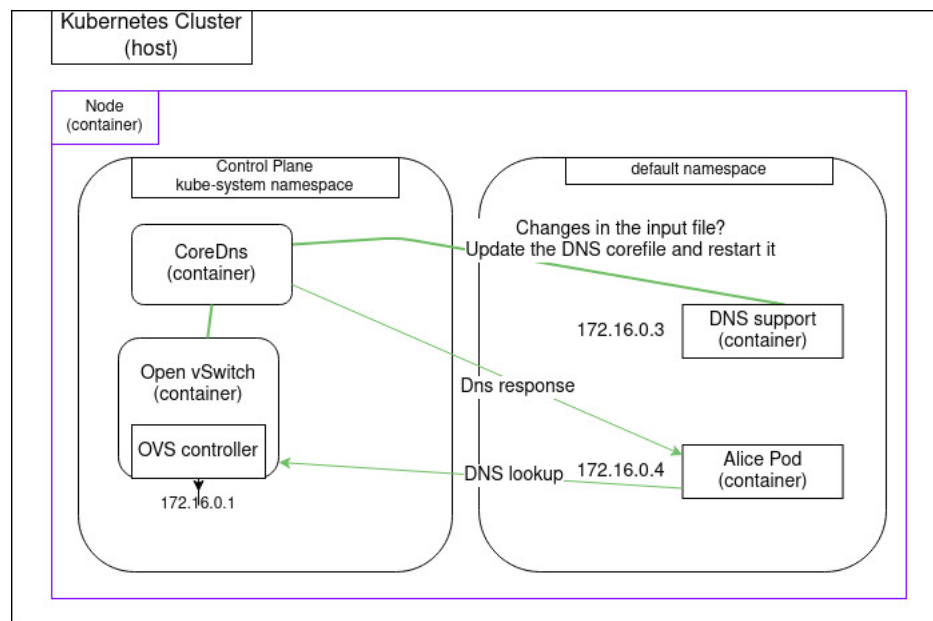 Kubernetes Cluster
(host)
Node
(container)
Control Plane
kube-system namespace
default namespace
Changes in the input file?
Update the DNS corefile and restart it
CoreDns
(container)
172.16.0.3
DNS support
(container)
Open vSwitch
(container)
Dns response
OVS controller
DNS lookup
172.16.0.4
Alice Pod
(container)
172.16.0.1